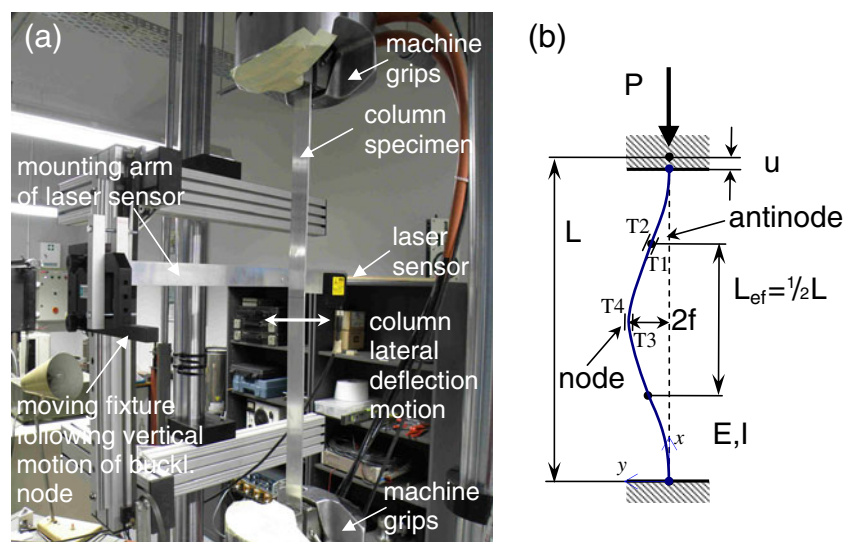 (a)
machine
grips
column
specimen
mounting arm
of laser sensor
laser
sensor
column
lateral
deflection
motion
moving fixture
following vertical
motion of buckl.
node
machine
grips
(b)
P
u
L
T2
antinode
T1
Lef=½L
T4
2f
T3
node
E,I
x
y